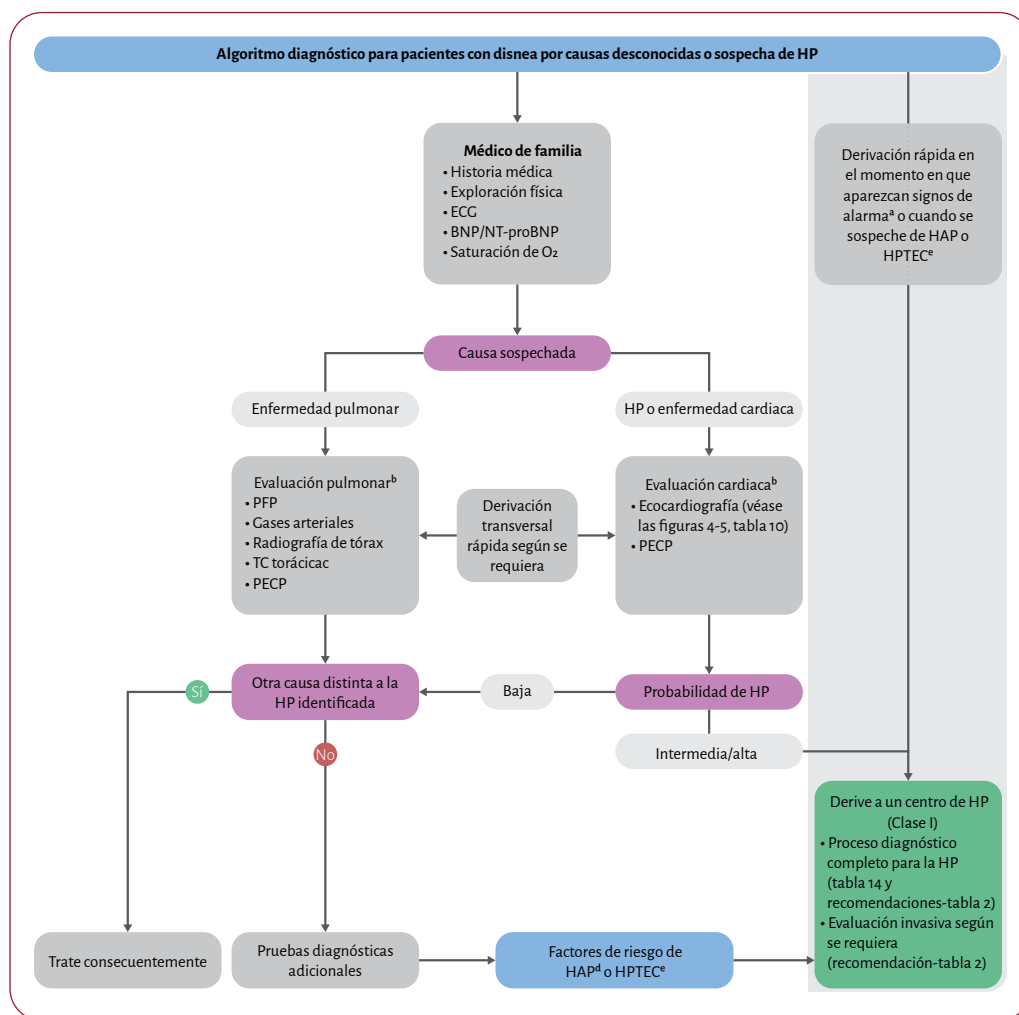 Algoritmo diagnóstico para pacientes con disnea por causas desconocidas o sospecha de HP
Médico de familia
• Historia médica
• Exploración física
• ECG
• BNP/NT-proBNP
• Saturación de O₂
Derivación rápida en
el momento en que
aparezcan signos de
alarmaᵃ o cuando se
sospeche de HAP o
HPTECᵉ
Causa sospechada
Enfermedad pulmonar
HP o enfermedad cardiaca
Evaluación pulmonarᵇ
• PFP
• Gases arteriales
• Radiografía de tórax
• TC torácicac
• PECP
Derivación
transversal
rápida según se
requiera
Evaluación cardiacaᵇ
• Ecocardiografía (véase
las figuras 4-5, tabla 10)
• PECP
Sí
Otra causa distinta a la
HP identificada
Baja
Probabilidad de HP
No
Intermedia/alta
Derive a un centro de HP
(Clase I)
• Proceso diagnóstico
completo para la HP
(tabla 14 y
recomendaciones-tabla 2)
• Evaluación invasiva según
se requiera
(recomendación-tabla 2)
Trate consecuentemente
Pruebas diagnósticas
adicionales
Factores de riesgo de
HAPᵈ o HPTECᵉ